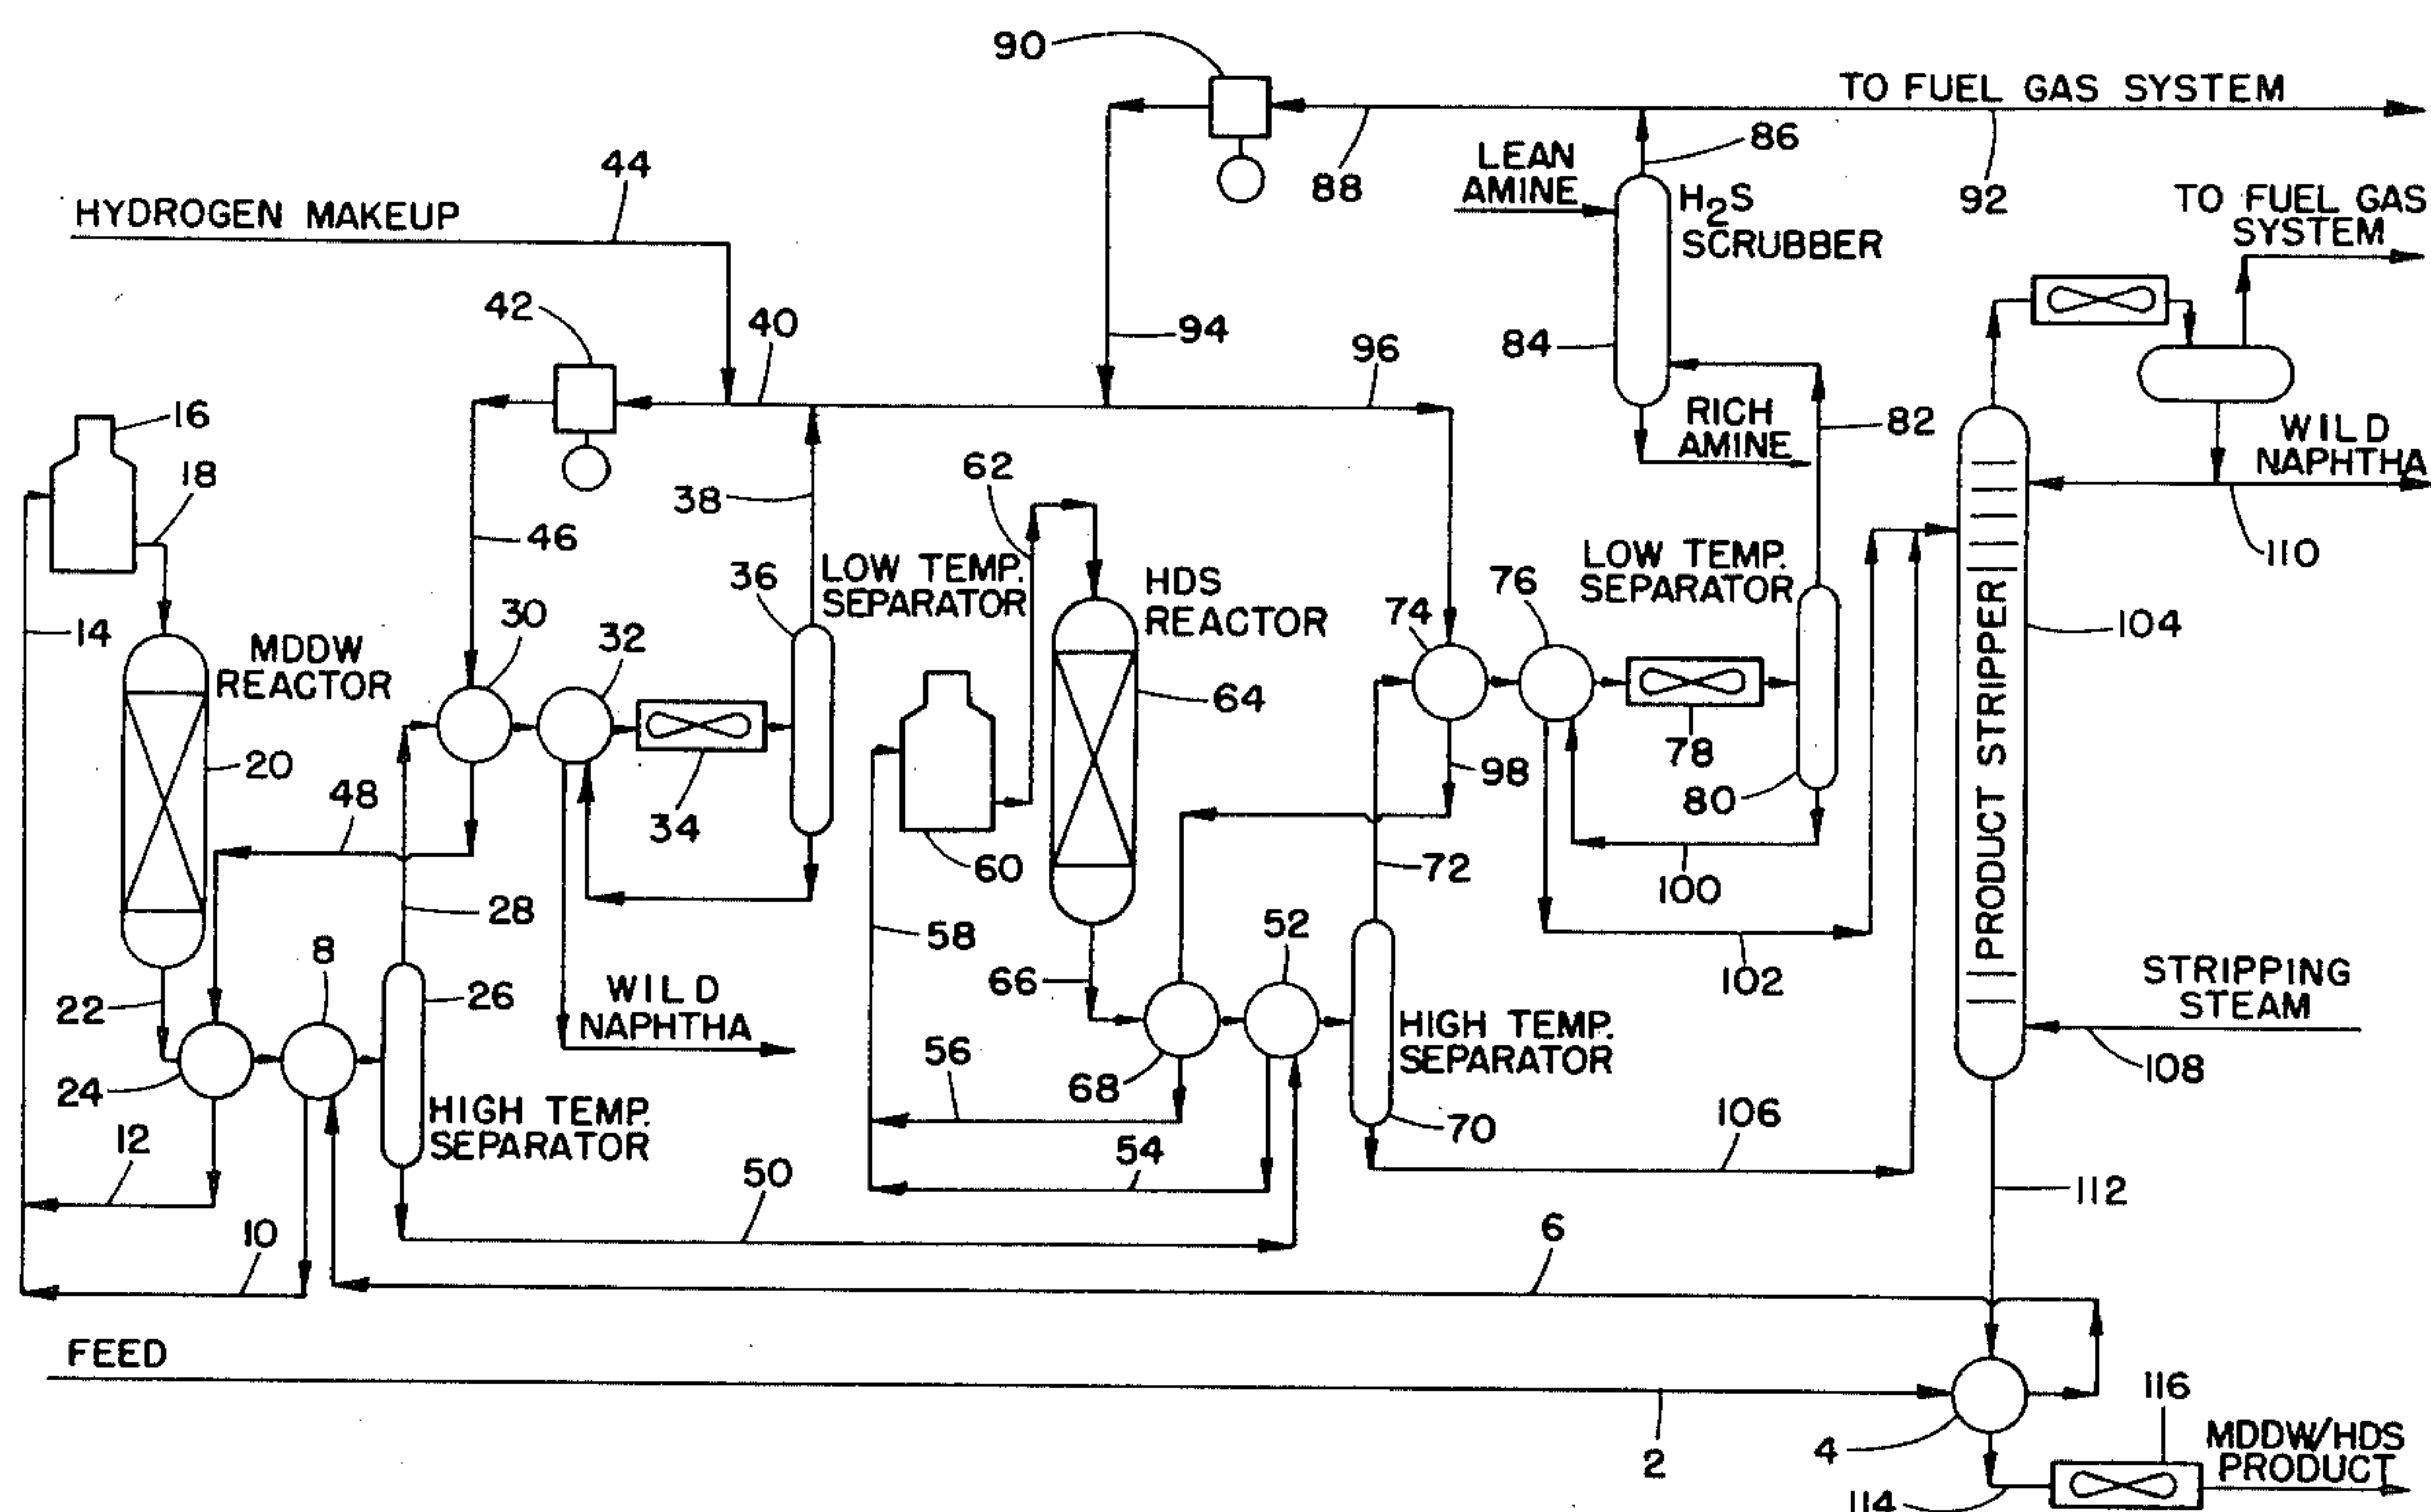 90
TO FUEL GAS SYSTEM
44
LEAN
AMINE
86
88
H2S
SCRUBBER
92
TO FUEL GAS
SYSTEM
HYDROGEN MAKEUP
42
40
94
96
84
16
18
38
62
RICH
AMINE
82
WILD
NAPHTHA
46
110
14
30
32
36
LOW TEMP.
SEPARATOR
HDS
REACTOR
74
76
LOW TEMP.
SEPARATOR
104
PRODUCT STRIPPER
MDDW
REACTOR
64
20
48
34
60
98
78
80
72
100
28
58
52
102
8
22
26
WILD
NAPHTHA
66
STRIPPING
STEAM
HIGH TEMP.
SEPARATOR
24
56
68
108
HIGH TEMP.
SEPARATOR
12
54
70
106
50
112
10
6
FEED
116
2
4
MDDW/HDS
PRODUCT
114